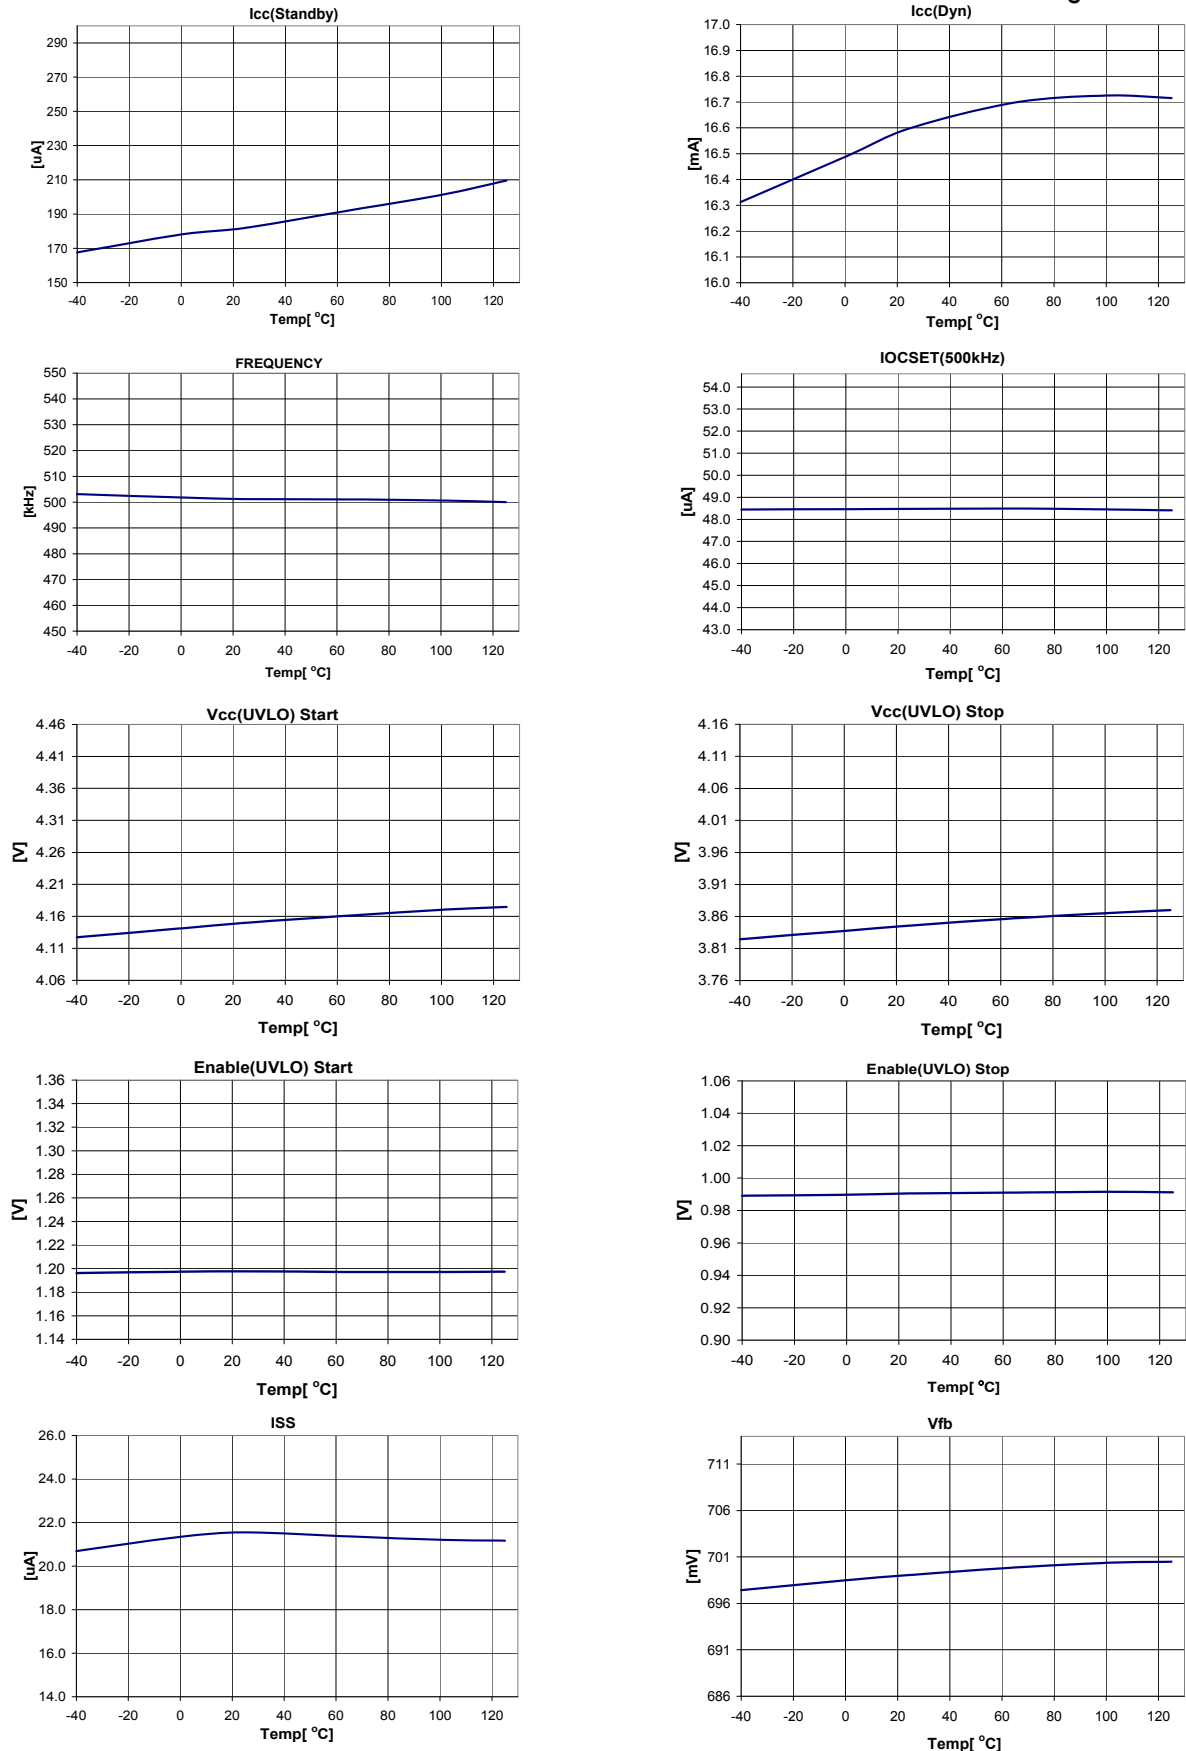 Icc(Standby)
290
270
250
230
210
190
170
150
[uA]
-40 -20 0 20 40 60 80 100 120
Temp[ °C]
Icc(Dyn)
17.0
16.9
16.8
16.7
16.6
16.5
16.4
16.3
16.2
16.1
16.0
[mA]
-40 -20 0 20 40 60 80 100 120
Temp[ °C]
FREQUENCY
550
540
530
520
510
500
490
480
470
460
450
[kHz]
-40 -20 0 20 40 60 80 100 120
Temp[ °C]
IOCSET(500kHz)
54.0
53.0
52.0
51.0
50.0
49.0
48.0
47.0
46.0
45.0
44.0
43.0
[uA]
-40 -20 0 20 40 60 80 100 120
Temp[ °C]
Vcc(UVLO) Start
4.46
4.41
4.36
4.31
4.26
4.21
4.16
4.11
4.06
[V]
-40 -20 0 20 40 60 80 100 120
Temp[ °C]
Vcc(UVLO) Stop
4.16
4.11
4.06
4.01
3.96
3.91
3.86
3.81
3.76
[V]
-40 -20 0 20 40 60 80 100 120
Temp[ °C]
Enable(UVLO) Start
1.36
1.34
1.32
1.30
1.28
1.26
1.24
1.22
1.20
1.18
1.16
1.14
[V]
-40 -20 0 20 40 60 80 100 120
Temp[ °C]
Enable(UVLO) Stop
1.06
1.04
1.02
1.00
0.98
0.96
0.94
0.92
0.90
[V]
-40 -20 0 20 40 60 80 100 120
Temp[ °C]
ISS
26.0
24.0
22.0
20.0
18.0
16.0
14.0
[uA]
-40 -20 0 20 40 60 80 100 120
Temp[ °C]
Vfb
711
706
701
696
691
686
[mV]
-40 -20 0 20 40 60 80 100 120
Temp[ °C]